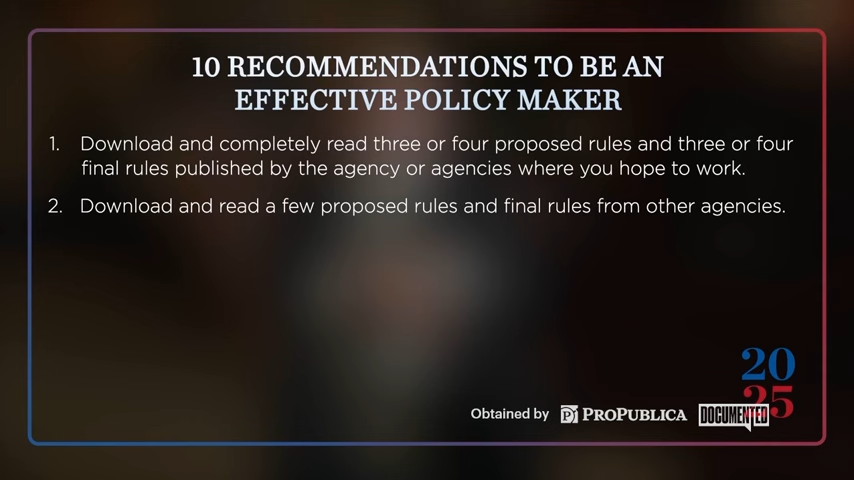 10 RECOMMENDATIONS TO BE AN
EFFECTIVE POLICY MAKER
1. Download and completely read three or four proposed rules and three or four
final rules published by the agency or agencies where you hope to work.
2. Download and read a few proposed rules and final rules from other agencies.
20
25
Obtained by PROPUBLICA DOCUMENTED